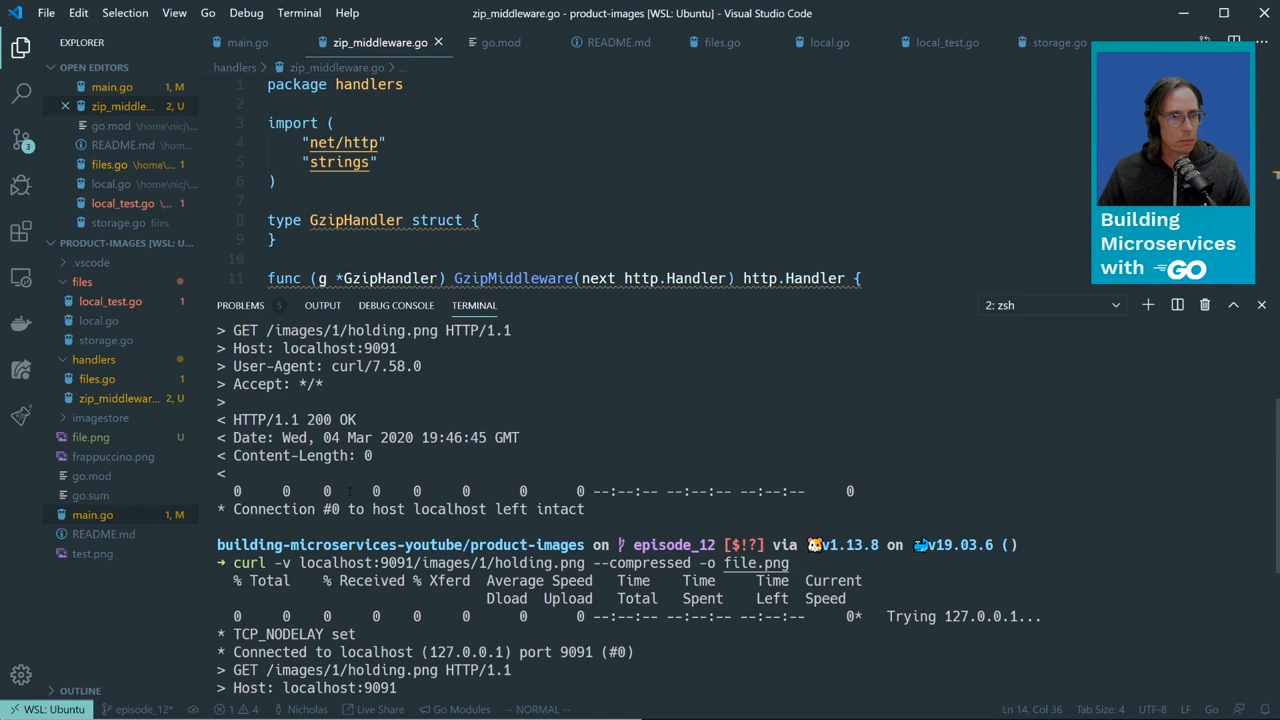 File Edit Selection View Go Debug Terminal Help
zip_middleware.go - product-images [WSL: Ubuntu] - Visual Studio Code
EXPLORER
main.go zip_middleware.go go.mod README.md files.go local.go local_test.go storage.go
OPEN EDITORS
handlers > zip_middleware.go > ...
main.go 1, M
zip_middle... 2, U
go.mod \home\nicj\...
README.md \hom...
files.go \home\... 1
local.go \home\nicj\...
local_test.go \... 1
storage.go files
PRODUCT-IMAGES [WSL: U...
.vscode
files
local_test.go 1
local.go
storage.go
handlers
files.go 1
zip_middlewar... 2, U
imagestore
file.png U
frappuccino.png
go.mod
go.sum
main.go 1, M
README.md
test.png
OUTLINE
1 package handlers
2
3 import (
4 "net/http"
5 "strings"
6 )
7
8 type GzipHandler struct {
9 }
10
11 func (g *GzipHandler) GzipMiddleware(next http.Handler) http.Handler {
Building
Microservices
with GO
PROBLEMS 5 OUTPUT DEBUG CONSOLE TERMINAL 2: zsh
> GET /images/1/holding.png HTTP/1.1
> Host: localhost:9091
> User-Agent: curl/7.58.0
> Accept: */*
>
< HTTP/1.1 200 OK
< Date: Wed, 04 Mar 2020 19:46:45 GMT
< Content-Length: 0
<
0 0 0 0 0 0 0 0 --:--:-- --:--:-- --:--:-- 0
* Connection #0 to host localhost left intact
building-microservices-youtube/product-images on episode_12 [$!?] via 🐹v1.13.8 on 🐳v19.03.6 ()
➜ curl -v localhost:9091/images/1/holding.png --compressed -o file.png
% Total % Received % Xferd Average Speed Time Time Time Current
Dload Upload Total Spent Left Speed
0 0 0 0 0 0 0 0 --:--:-- --:--:-- --:--:-- 0* Trying 127.0.0.1...
* TCP_NODELAY set
* Connected to localhost (127.0.0.1) port 9091 (#0)
> GET /images/1/holding.png HTTP/1.1
> Host: localhost:9091
WSL: Ubuntu episode_12* 1 4 Nicholas Live Share Go Modules -- NORMAL -- Ln 14, Col 36 Tab Size: 4 UTF-8 LF Go